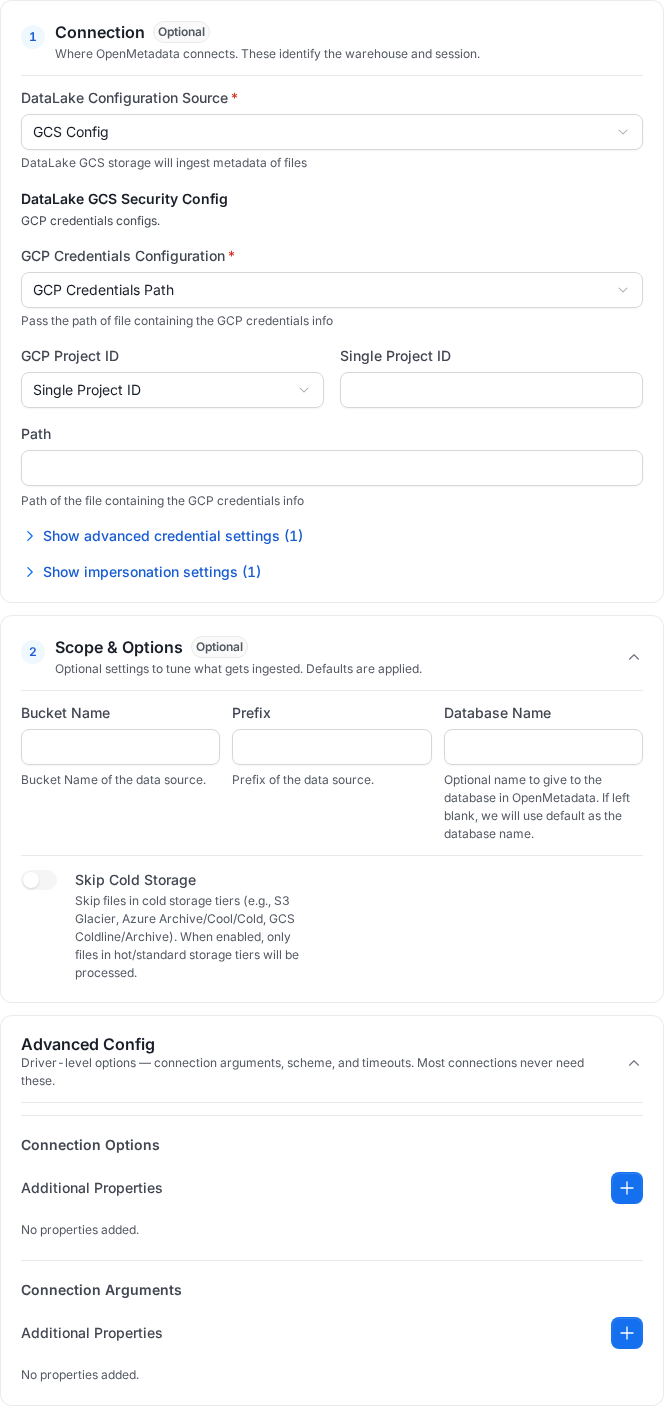 1
Connection
Optional
Where OpenMetadata connects. These identify the warehouse and session.
DataLake Configuration Source *
GCS Config
DataLake GCS storage will ingest metadata of files
DataLake GCS Security Config
GCP credentials configs.
GCP Credentials Configuration *
GCP Credentials Path
Pass the path of file containing the GCP credentials info
GCP Project ID
Single Project ID
Single Project ID
Path
Path of the file containing the GCP credentials info
Show advanced credential settings (1)
Show impersonation settings (1)
2
Scope & Options
Optional
Optional settings to tune what gets ingested. Defaults are applied.
Bucket Name
Bucket Name of the data source.
Prefix
Prefix of the data source.
Database Name
Optional name to give to the
database in OpenMetadata. If left
blank, we will use default as the
database name.
Skip Cold Storage
Skip files in cold storage tiers (e.g., S3
Glacier, Azure Archive/Cool/Cold, GCS
Coldline/Archive). When enabled, only
files in hot/standard storage tiers will be
processed.
Advanced Config
Driver-level options — connection arguments, scheme, and timeouts. Most connections never need
these.
Connection Options
Additional Properties
No properties added.
Connection Arguments
Additional Properties
No properties added.